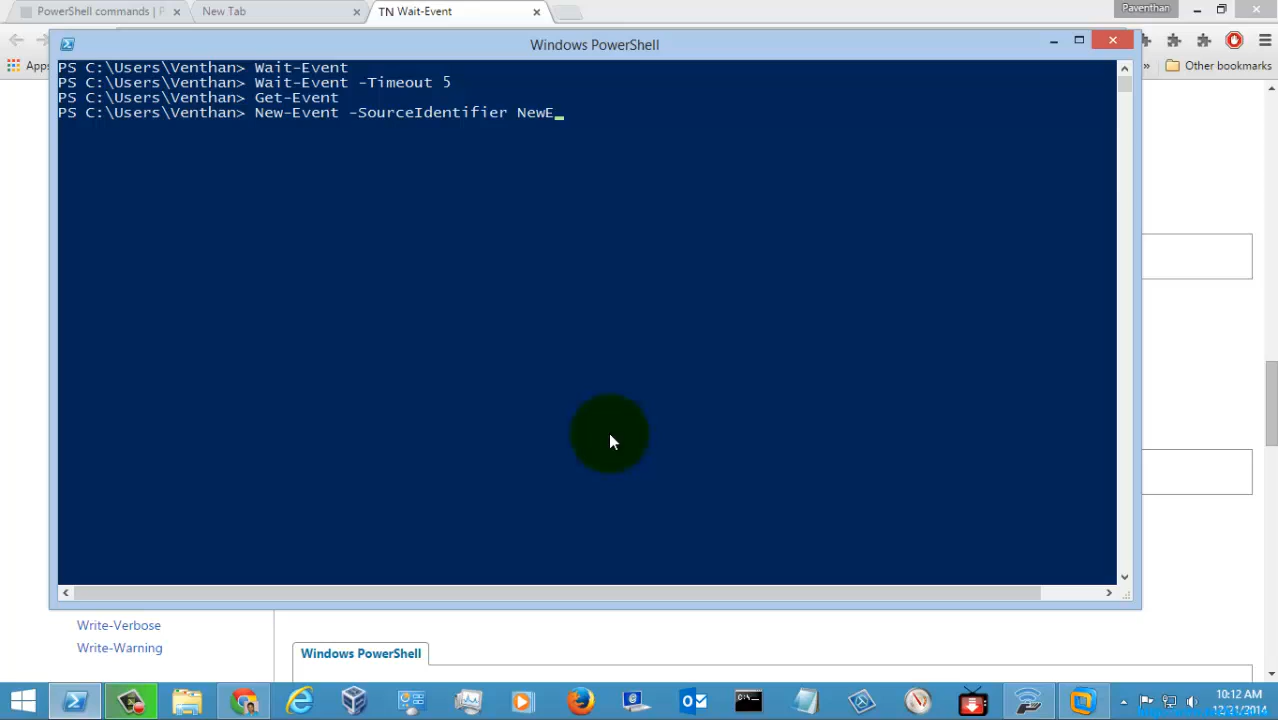 PowerShell commands | P
New Tab
TN Wait-Event
Paventhan
Apps
Other bookmarks
Windows PowerShell
PS C:\Users\Venthan> Wait-Event
PS C:\Users\Venthan> Wait-Event -Timeout 5
PS C:\Users\Venthan> Get-Event
PS C:\Users\Venthan> New-Event -SourceIdentifier NewE
Write-Verbose
Write-Warning
Windows PowerShell
10:12 AM
12/31/2014